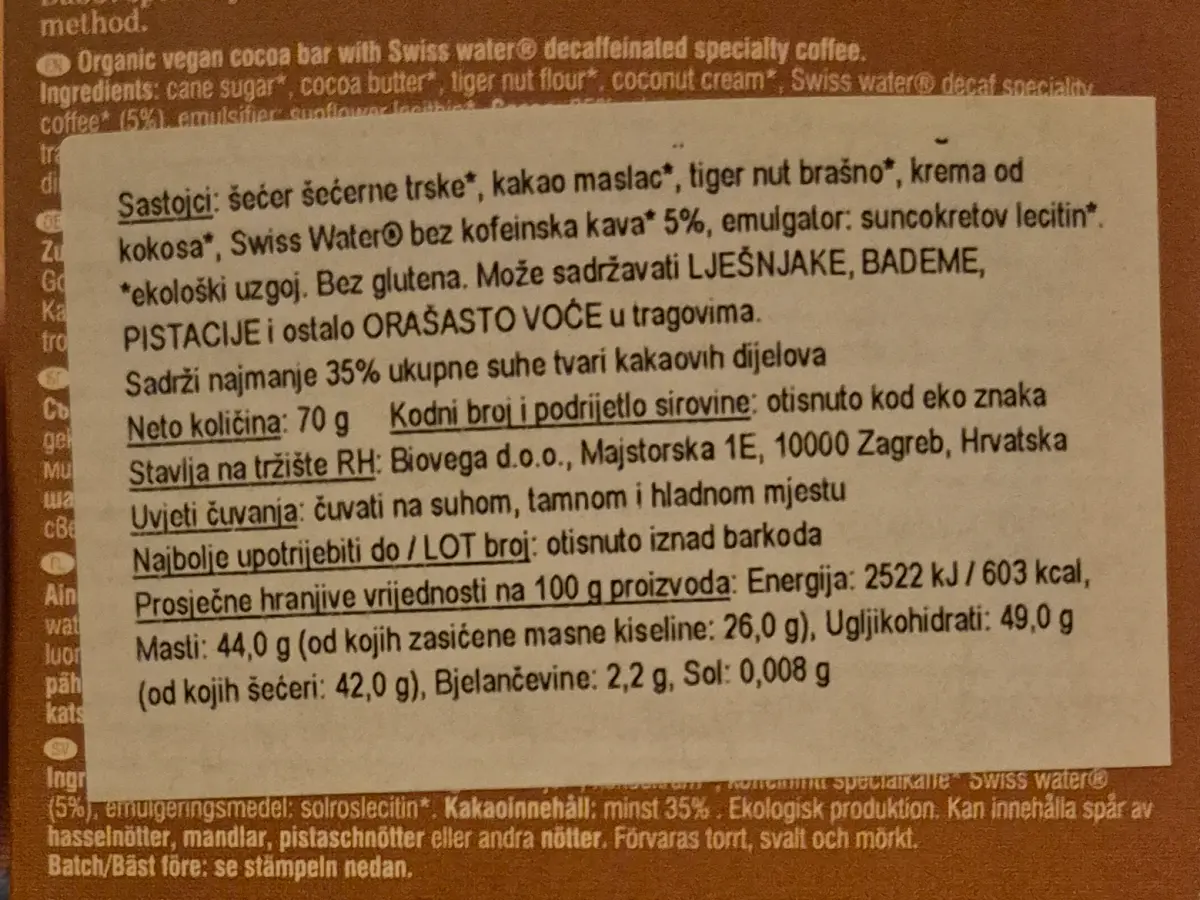 method.
EN Organic vegan cocoa bar with Swiss water® decaffeinated specialty coffee.
Ingredients: cane sugar*, cocoa butter*, tiger nut flour*, coconut cream*, Swiss water® decaf speciality
coffee* (5%), emulsifier: sunflower lecithin*.
Sastojci: šećer šećerne trske*, kakao maslac*, tiger nut brašno*, krema od
kokosa*, Swiss Water® bez kofeinska kava* 5%, emulgator: suncokretov lecitin*.
*ekološki uzgoj. Bez glutena. Može sadržavati LJEŠNJAKE, BADEME,
PISTACIJE i ostalo ORAŠASTO VOĆE u tragovima.
Sadrži najmanje 35% ukupne suhe tvari kakaovih dijelova
Neto količina: 70 g Kodni broj i podrijetlo sirovine: otisnuto kod eko znaka
Stavlja na tržište RH: Biovega d.o.o., Majstorska 1E, 10000 Zagreb, Hrvatska
Uvjeti čuvanja: čuvati na suhom, tamnom i hladnom mjestu
Najbolje upotrijebiti do / LOT broj: otisnuto iznad barkoda
Prosječne hranjive vrijednosti na 100 g proizvoda: Energija: 2522 kJ / 603 kcal,
Masti: 44,0 g (od kojih zasićene masne kiseline: 26,0 g), Ugljikohidrati: 49,0 g
(od kojih šećeri: 42,0 g), Bjelančevine: 2,2 g, Sol: 0,008 g
SV
Swiss water®
(5%), emulgeringsmedel: solroslecitin*. Kakaoinnehåll: minst 35% . Ekologisk produktion. Kan innehålla spår av
hasselnötter, mandlar, pistaschnötter eller andra nötter. Förvaras torrt, svalt och mörkt.
Batch/Bäst före: se stämpeln nedan.